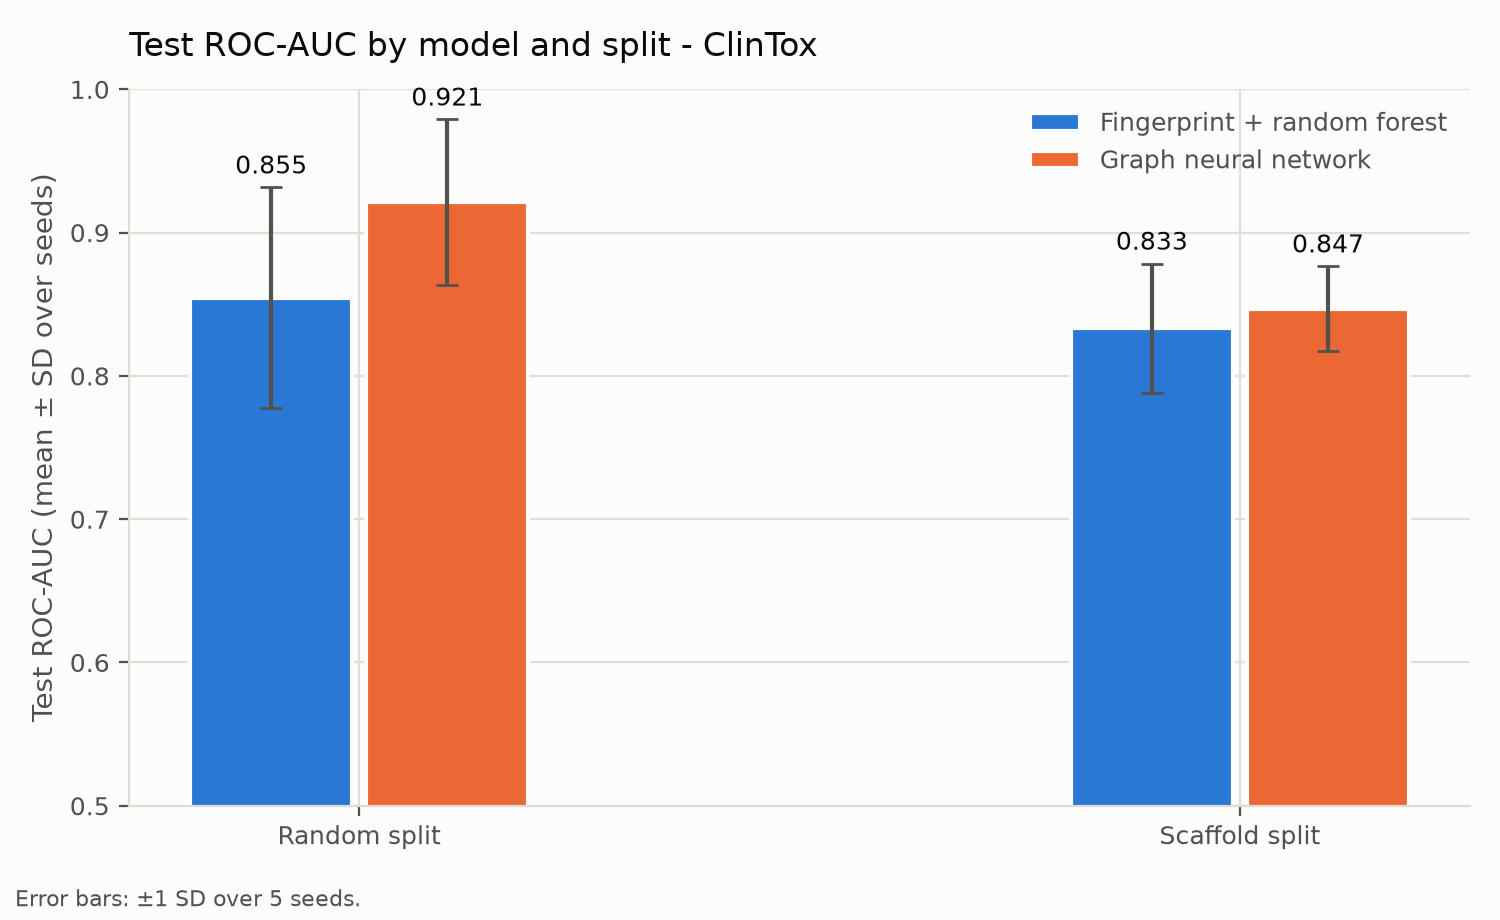 Test ROC-AUC by model and split - ClinTox
Test ROC-AUC (mean ± SD over seeds)
1.0
0.9
0.8
0.7
0.6
0.5
0.855
0.921
0.833
0.847
Fingerprint + random forest
Graph neural network
Random split
Scaffold split
Error bars: ±1 SD over 5 seeds.